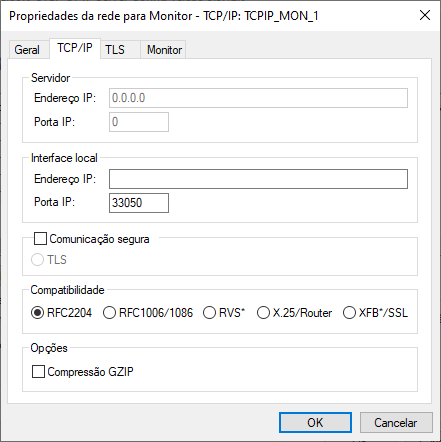 Propriedades da rede para Monitor - TCP/IP: TCPIP_MON_1
Geral TCP/IP TLS Monitor
Servidor
Endereço IP: 0.0.0.0
Porta IP: 0
Interface local
Endereço IP:
Porta IP: 33050
Comunicação segura
TLS
Compatibilidade
RFC2204 RFC1006/1086 RVS* X.25/Router XFB*/SSL
Opções
Compressão GZIP
OK Cancelar